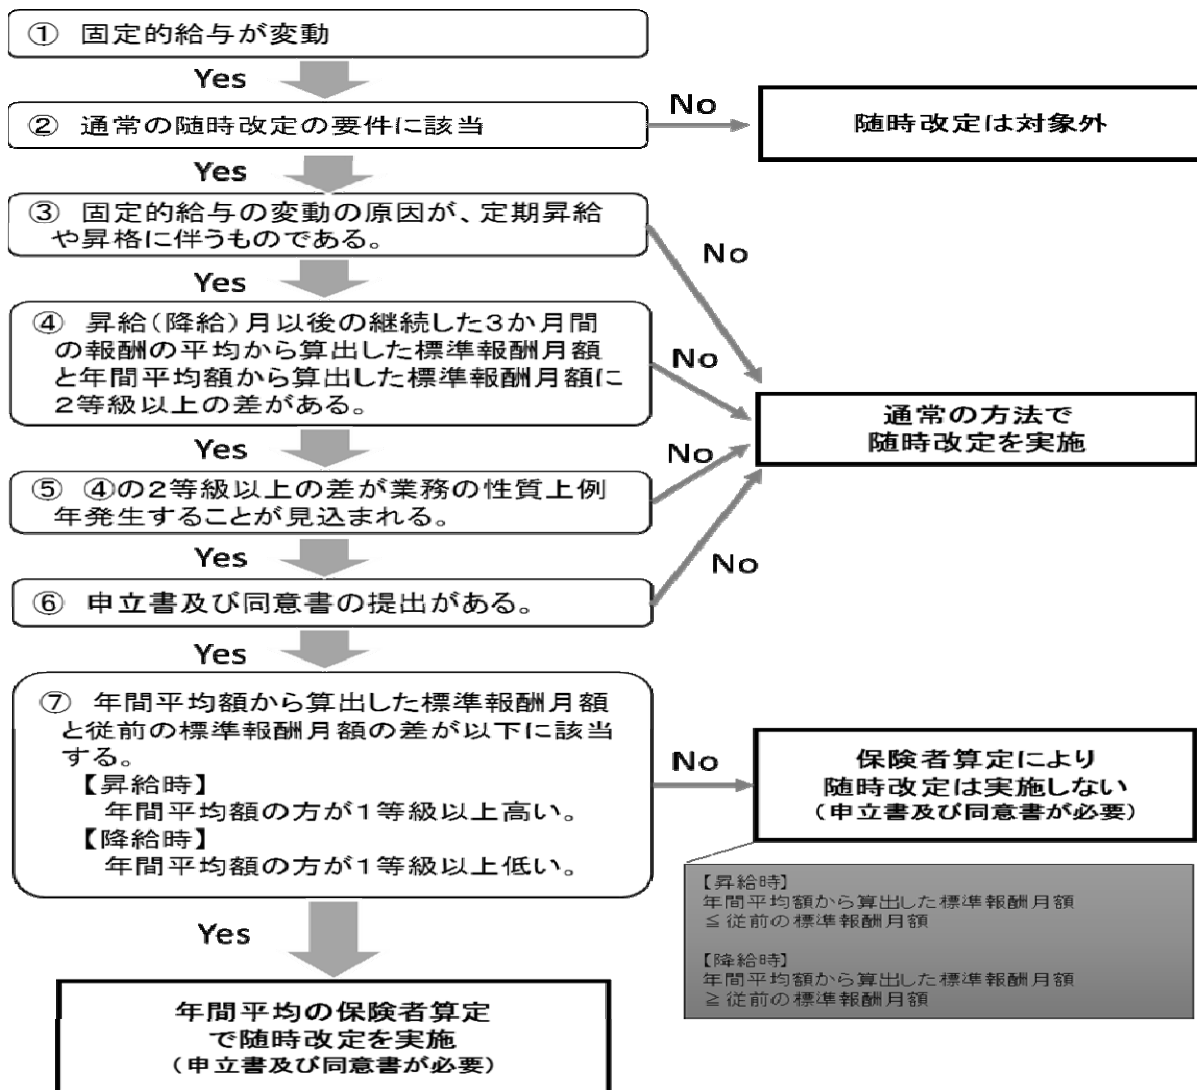 ① 固定的給与が変動
Yes
② 通常の随時改定の要件に該当
No
随時改定は対象外
Yes
③ 固定的給与の変動の原因が、定期昇給
や昇格に伴うものである。
No
Yes
④ 昇給(降給)月以後の継続した3か月間
の報酬の平均から算出した標準報酬月額
と年間平均額から算出した標準報酬月額に
2等級以上の差がある。
No
通常の方法で
随時改定を実施
Yes
⑤ ④の2等級以上の差が業務の性質上例
年発生することが見込まれる。
No
Yes
⑥ 申立書及び同意書の提出がある。
No
Yes
⑦ 年間平均額から算出した標準報酬月額
と従前の標準報酬月額の差が以下に該当
する。
【昇給時】
年間平均額の方が1等級以上高い。
【降給時】
年間平均額の方が1等級以上低い。
No
保険者算定により
随時改定は実施しない
(申立書及び同意書が必要)
【昇給時】
年間平均額から算出した標準報酬月額
≦従前の標準報酬月額
【降給時】
年間平均額から算出した標準報酬月額
≧従前の標準報酬月額
Yes
年間平均の保険者算定
で随時改定を実施
(申立書及び同意書が必要)